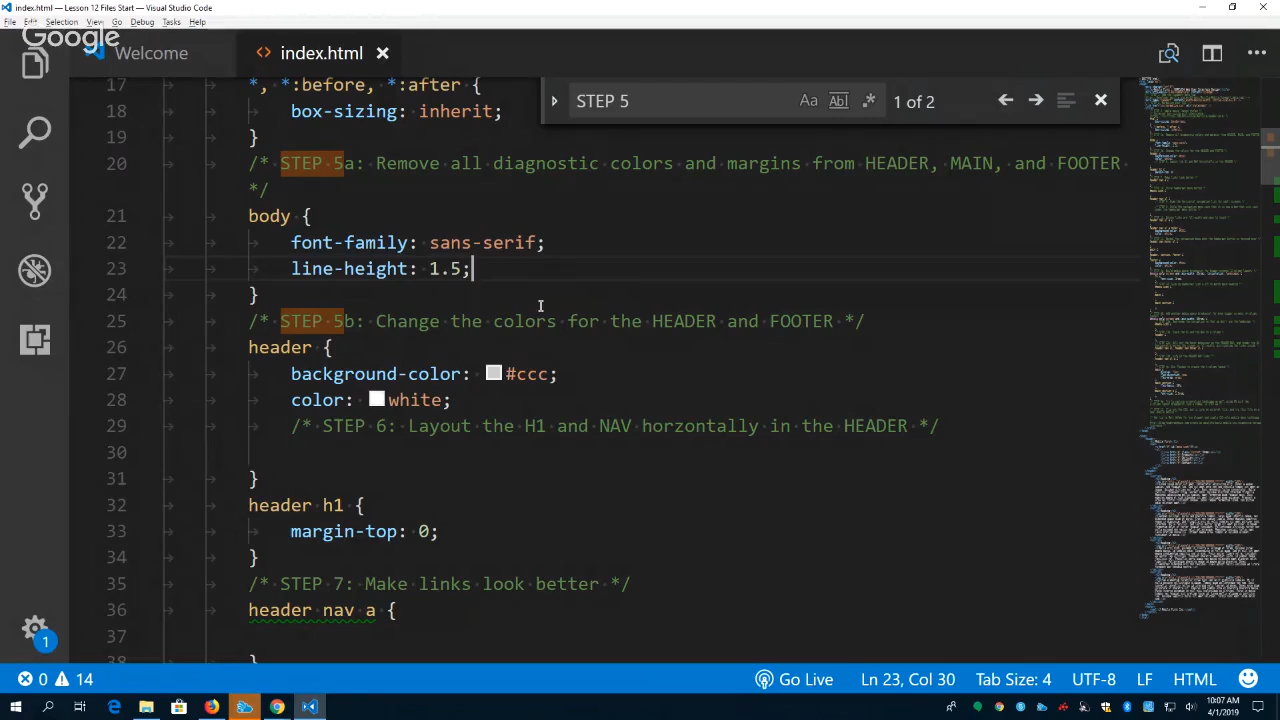 index.html — Lesson 12 Files Start — Visual Studio Code
File Edit Selection View Go Debug Tasks Help
Google
Welcome
index.html
STEP 5
Aa Abl .* 1 of 2
17 *, *:before, *:after {
18 box-sizing: inherit;
19 }
20 /* STEP 5a: Remove all diagnostic colors and margins from HEADER, MAIN, and FOOTER
*/
21 body {
22 font-family: sans-serif;
23 line-height: 1.5;
24 }
25 /* STEP 5b: Change the colors for the HEADER and FOOTER */
26 header {
27 background-color: #ccc;
28 color: white;
29 /* STEP 6: Layout the H1 and NAV horzontally in the HEADER */
30
31 }
32 header h1 {
33 margin-top: 0;
34 }
35 /* STEP 7: Make links look better */
36 header nav a {
37
38 }
1
0 14
Go Live Ln 23, Col 30 Tab Size: 4 UTF-8 LF HTML
10:07 AM
4/1/2019